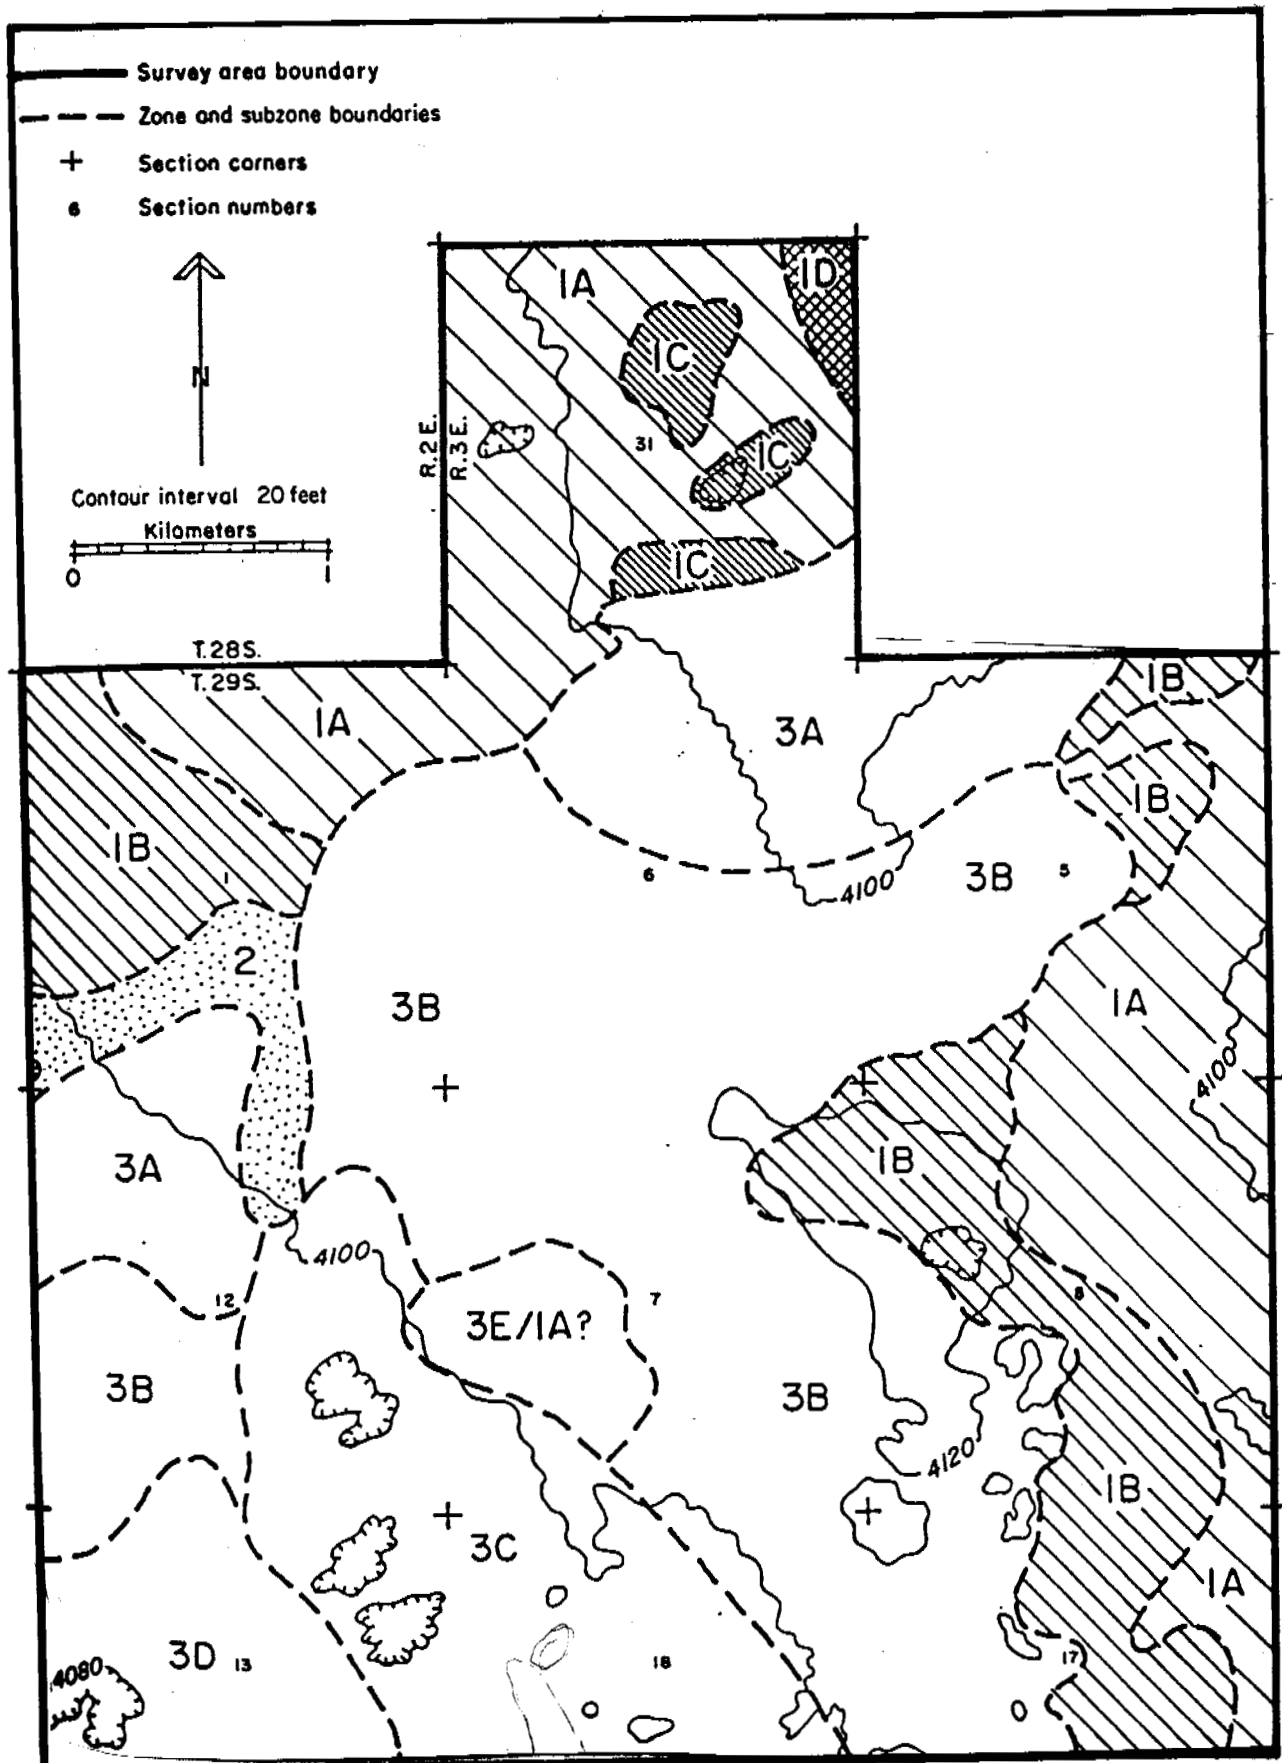 Survey area boundary
Zone and subzone boundaries
Section corners
6 Section numbers
N
Contour interval 20 feet
Kilometers
0 1
R.2E.
R.3E.
T.28S.
T.29S.
1A
1D
1C
31
1C
1C
1A
3A
1B
1B
1B
1
6
4100
3B
5
2
3B
1A
4100
3A
1B
4100
12
3E/1A?
7
8
3B
3B
4120
1B
3C
1A
3D
13
18
17
4080